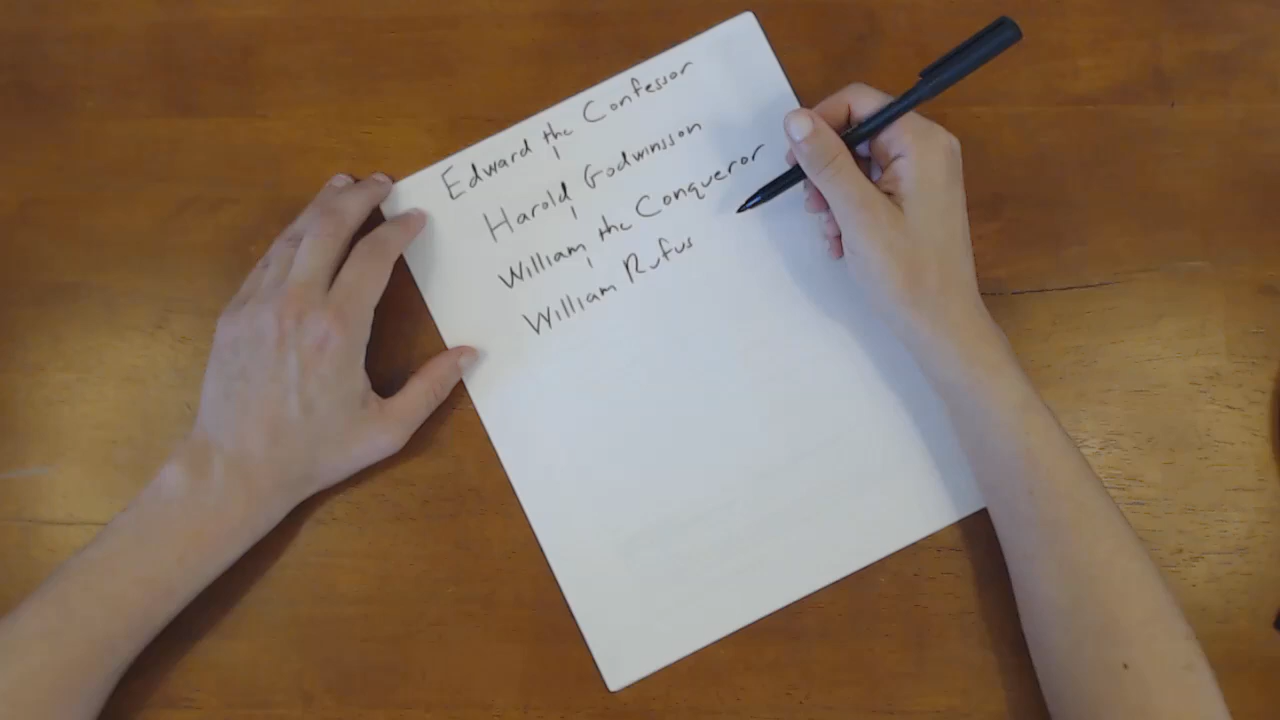 Edward the Confessor
Harold Godwinsson
William the Conqueror
William Rufus